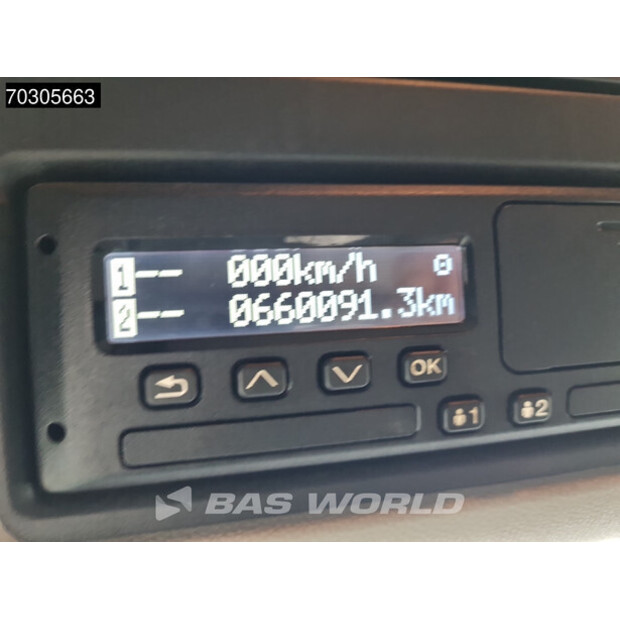 70305663
1-- 000km/h 0
2-- 0660091.3km
OK
1 2
BAS WORLD